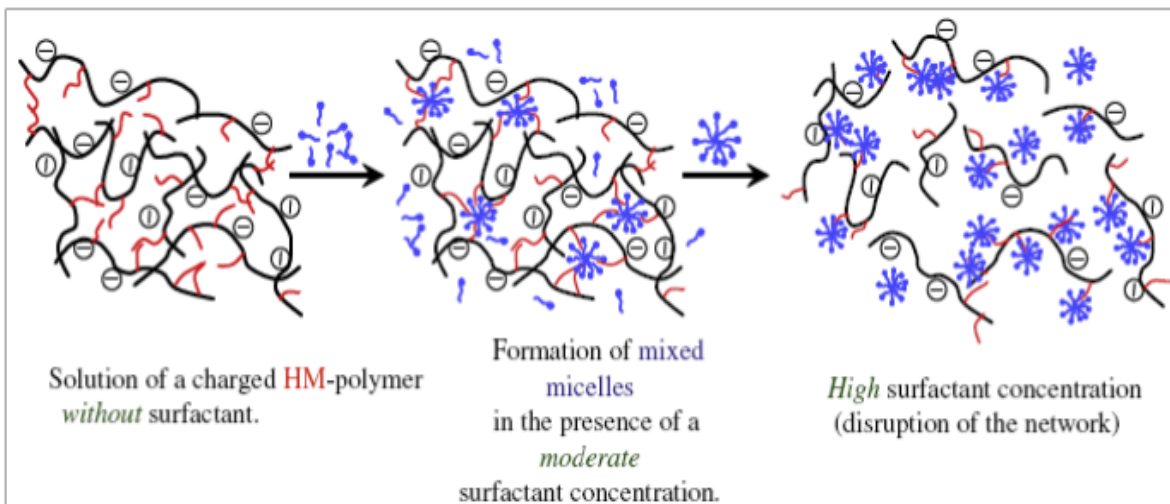 Solution of a charged HM-polymer
without surfactant.
Formation of mixed
micelles
in the presence of a
moderate
surfactant concentration.
High surfactant concentration
(disruption of the network)